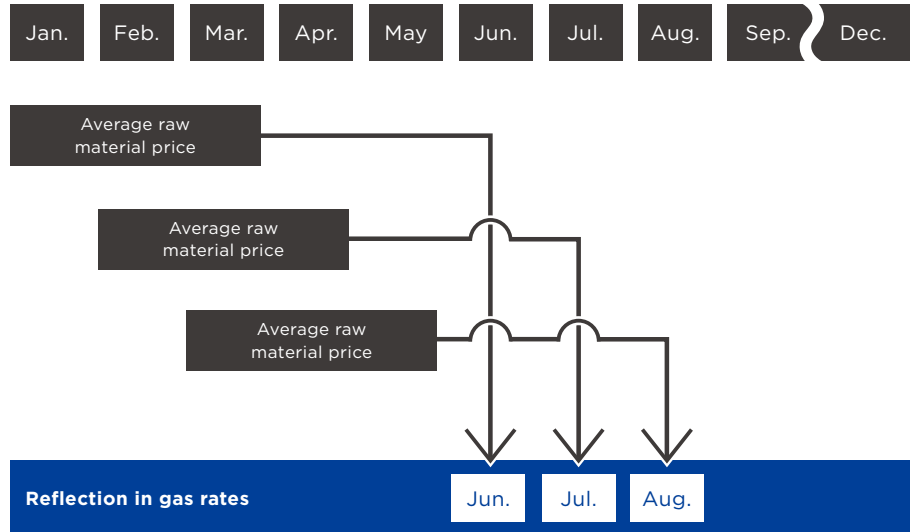 Jan. Feb. Mar. Apr. May Jun. Jul. Aug. Sep. Dec.
Average raw
material price
Average raw
material price
Average raw
material price
Reflection in gas rates Jun. Jul. Aug.